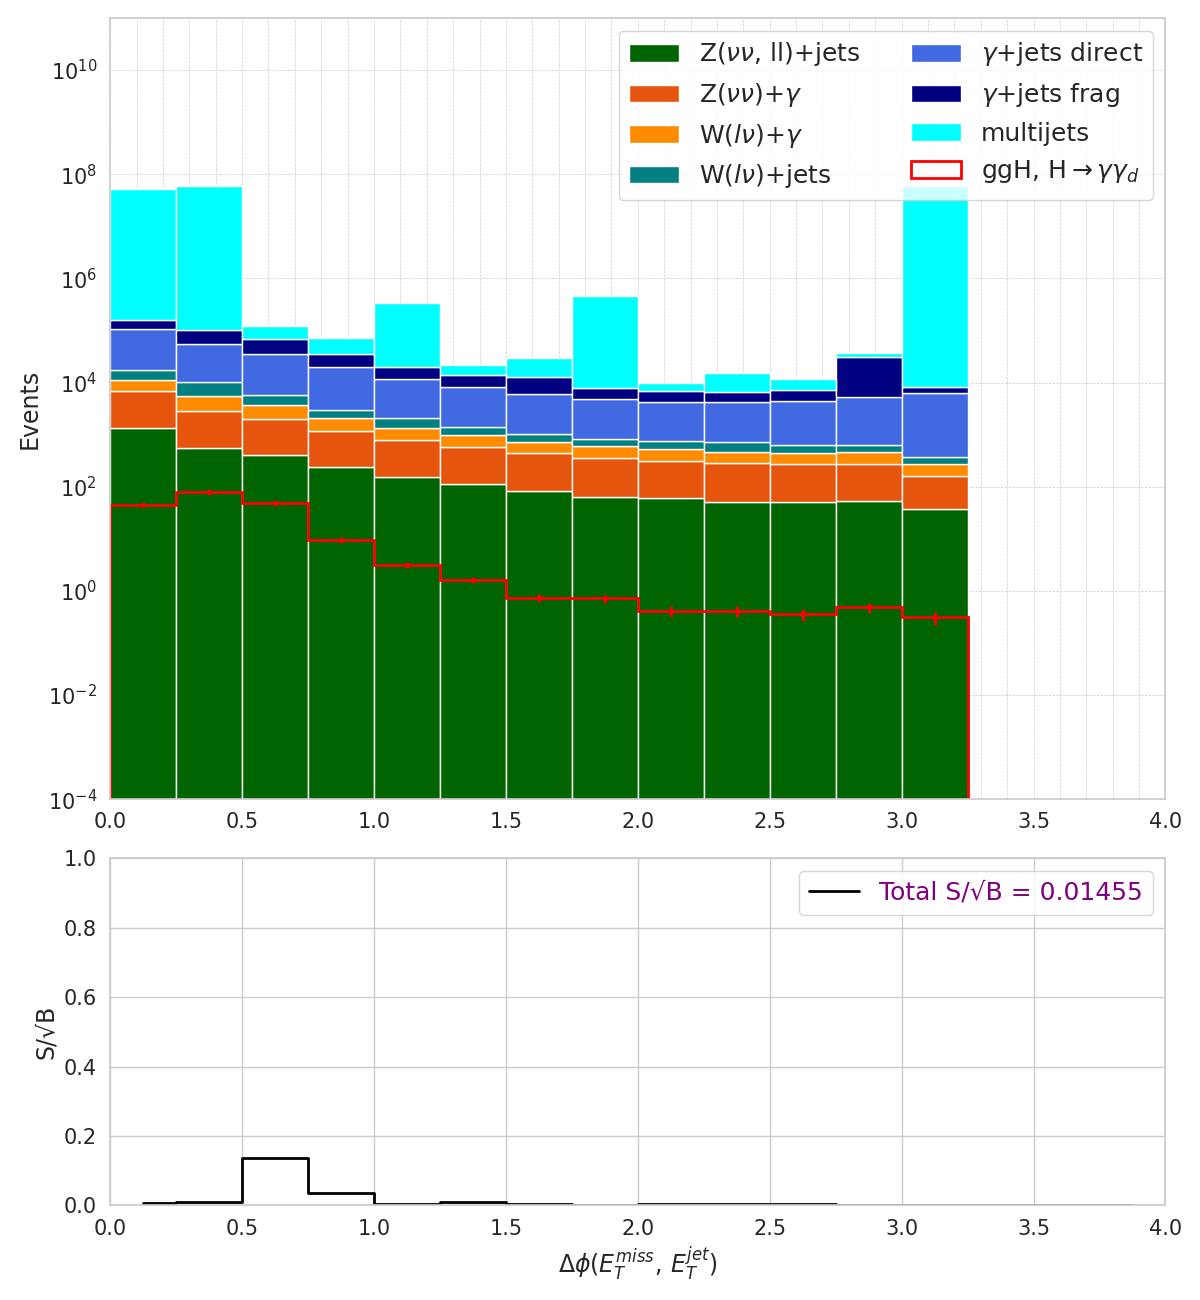 Z(νν, ll)+jets
Z(νν)+γ
W(lν)+γ
W(lν)+jets
γ+jets direct
γ+jets frag
multijets
ggH, H→γγ_d
Events
10^10
10^8
10^6
10^4
10^2
10^0
10^−2
10^−4
0.0 0.5 1.0 1.5 2.0 2.5 3.0 3.5 4.0
Total S/√B = 0.01455
S/√B
1.0
0.8
0.6
0.4
0.2
0.0
0.0 0.5 1.0 1.5 2.0 2.5 3.0 3.5 4.0
Δϕ(E_T^miss, E_T^jet)